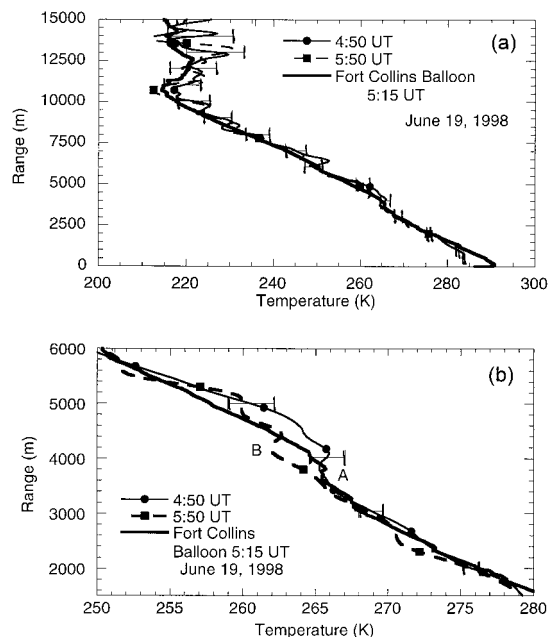 15000
12500
10000
7500
5000
2500
0
Range (m)
4:50 UT
5:50 UT
Fort Collins Balloon
5:15 UT
June 19, 1998
(a)
200 220 240 260 280 300
Temperature (K)
6000
5000
4000
3000
2000
Range (m)
(b)
B
A
4:50 UT
5:50 UT
Fort Collins
Balloon 5:15 UT
June 19, 1998
250 255 260 265 270 275 280
Temperature (K)